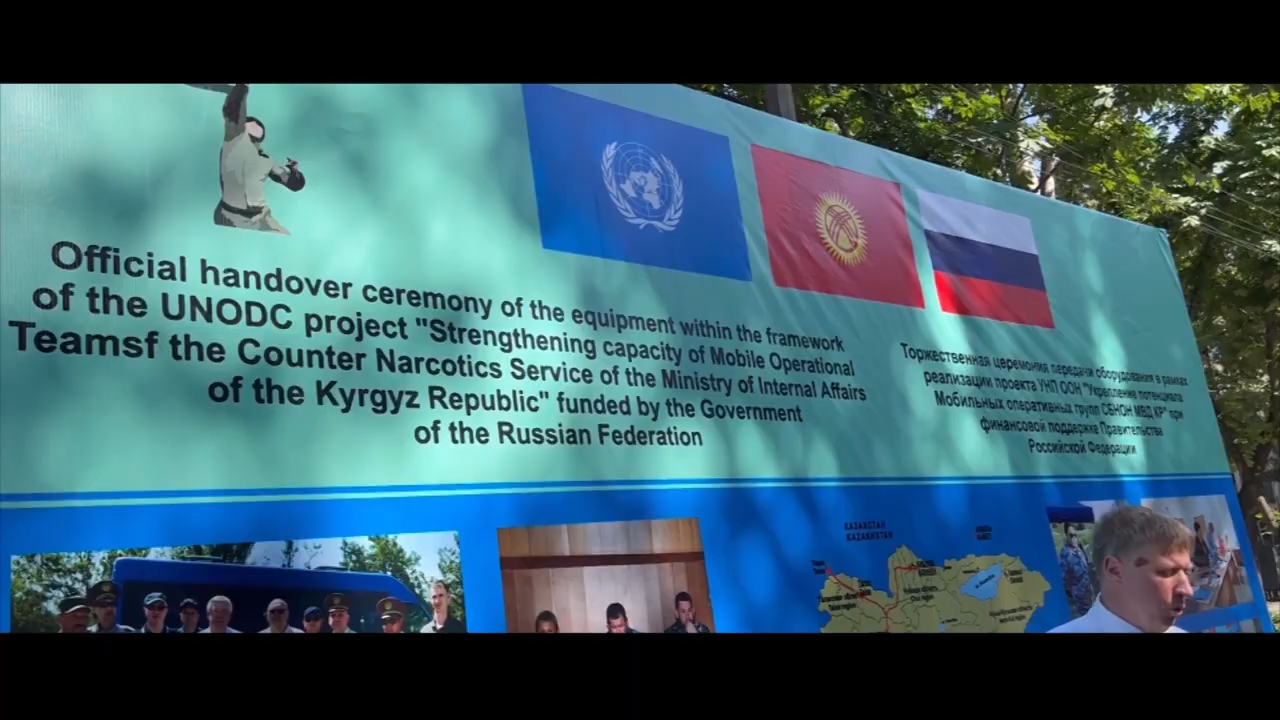 Official handover ceremony of the equipment within the framework
of the UNODC project "Strengthening capacity of Mobile Operational
Teamsf the Counter Narcotics Service of the Ministry of Internal Affairs
of the Kyrgyz Republic" funded by the Government
of the Russian Federation
Торжественная церемония передачи оборудования в рамках
реализации проекта УНП ООН "Укрепление потенциала
Мобильных оперативных групп СБНОН МВД КР" при
финансовой поддержке Правительства
Российской Федерации
КАЗАХСТАН
KAZAKHSTAN